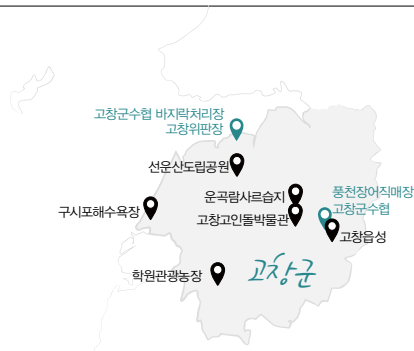 고창군수협 바지락처리장
고창위판장
선운산도립공원
운곡람사르습지
풍천장어직매장
고창군수협
구시포해수욕장
고창고인돌박물관
고창읍성
학원관광농장
고창군